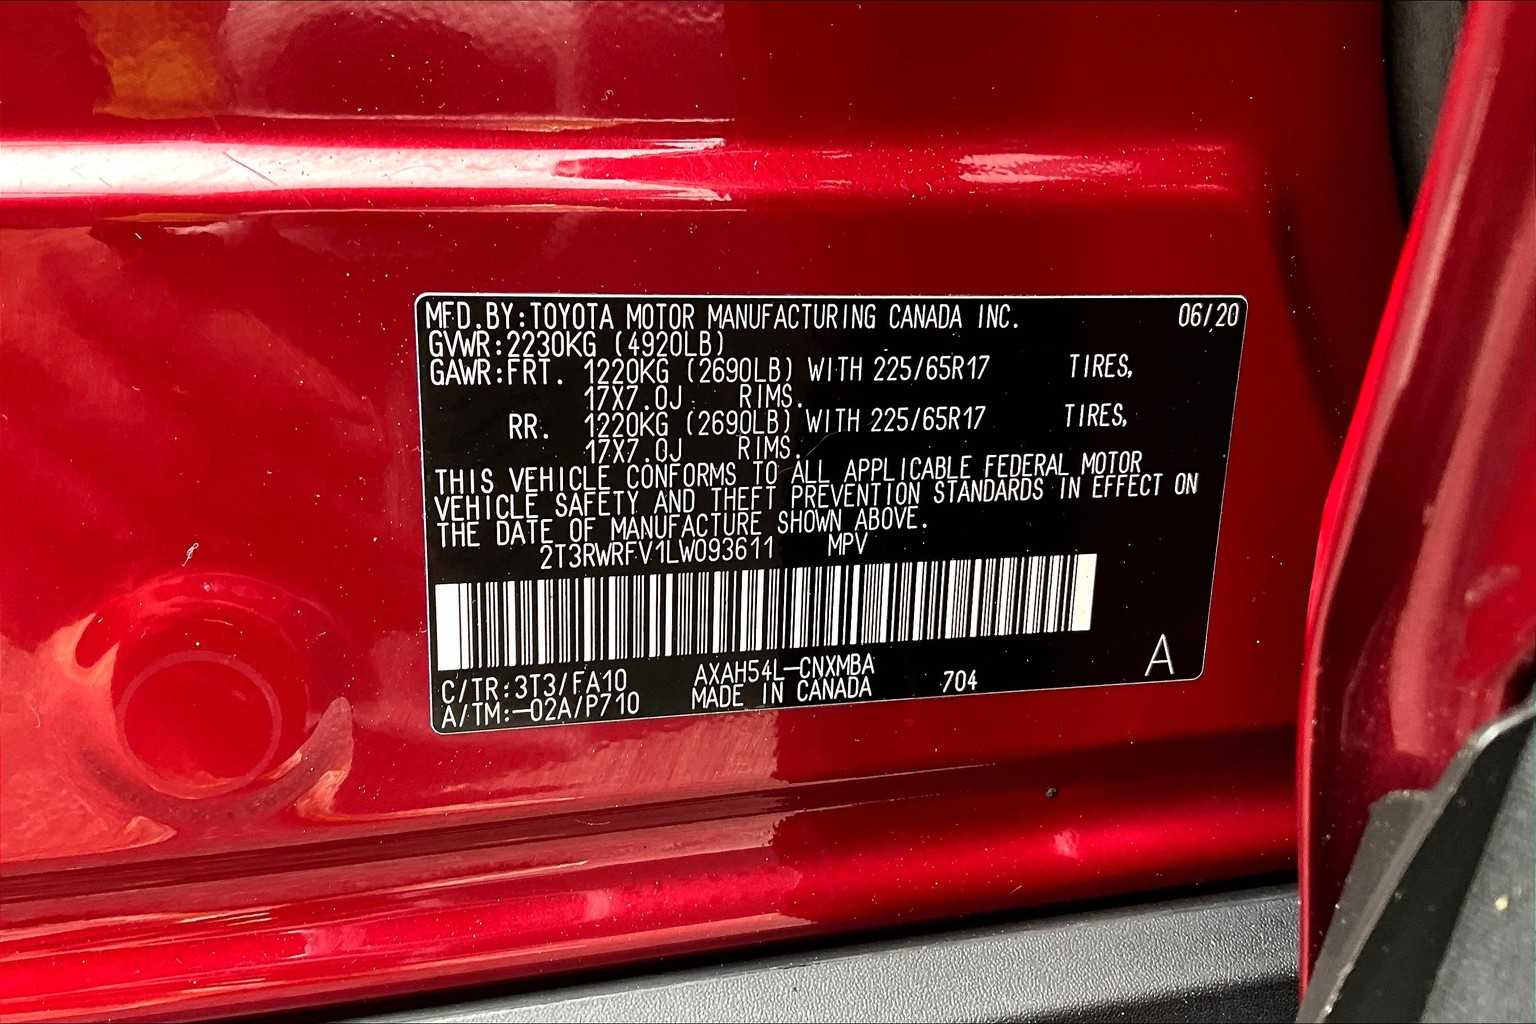 MFD.BY:TOYOTA MOTOR MANUFACTURING CANADA INC. 06/20
GVWR:2230KG (4920LB)
GAWR:FRT. 1220KG (2690LB) WITH 225/65R17 TIRES,
17X7.0J RIMS.
RR. 1220KG (2690LB) WITH 225/65R17 TIRES,
17X7.0J RIMS.
THIS VEHICLE CONFORMS TO ALL APPLICABLE FEDERAL MOTOR
VEHICLE SAFETY AND THEFT PREVENTION STANDARDS IN EFFECT ON
THE DATE OF MANUFACTURE SHOWN ABOVE.
2T3RWRFV1LW093611 MPV
C/TR:3T3/FA10 AXAH54L-CNXMBA
A/TM:-02A/P710 MADE IN CANADA 704 A